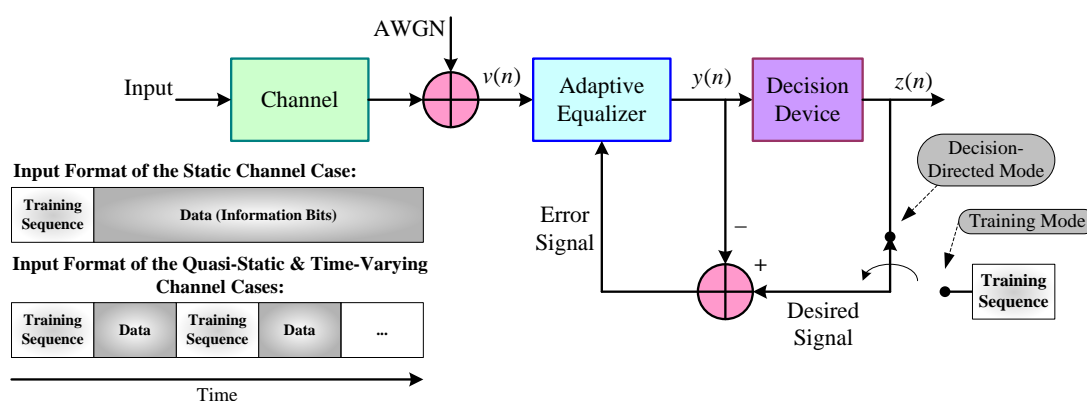 AWGN
Input
Channel
v(n)
Adaptive
Equalizer
y(n)
Decision
Device
z(n)
Decision-
Directed Mode
Training Mode
Training
Sequence
Error
Signal
−
+
Desired
Signal
Input Format of the Static Channel Case:
Training
Sequence
Data (Information Bits)
Input Format of the Quasi-Static & Time-Varying
Channel Cases:
Training
Sequence
Data
Training
Sequence
Data
...
Time